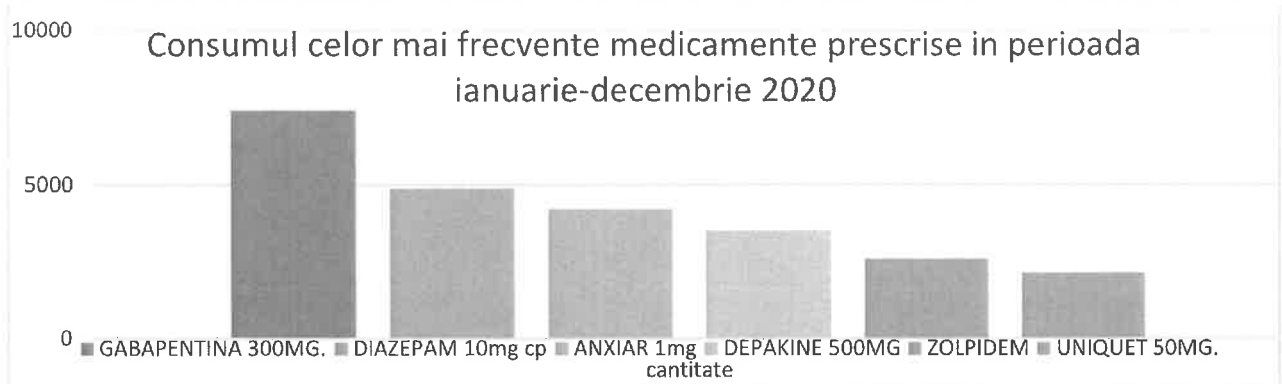 10000
Consumul celor mai frecvente medicamente prescrise in perioada
ianuarie-decembrie 2020
5000
0
GABAPENTINA 300MG. DIAZEPAM 10mg cp ANXIAR 1mg DEPAKINE 500MG ZOLPIDEM UNIQUET 50MG.
cantitate